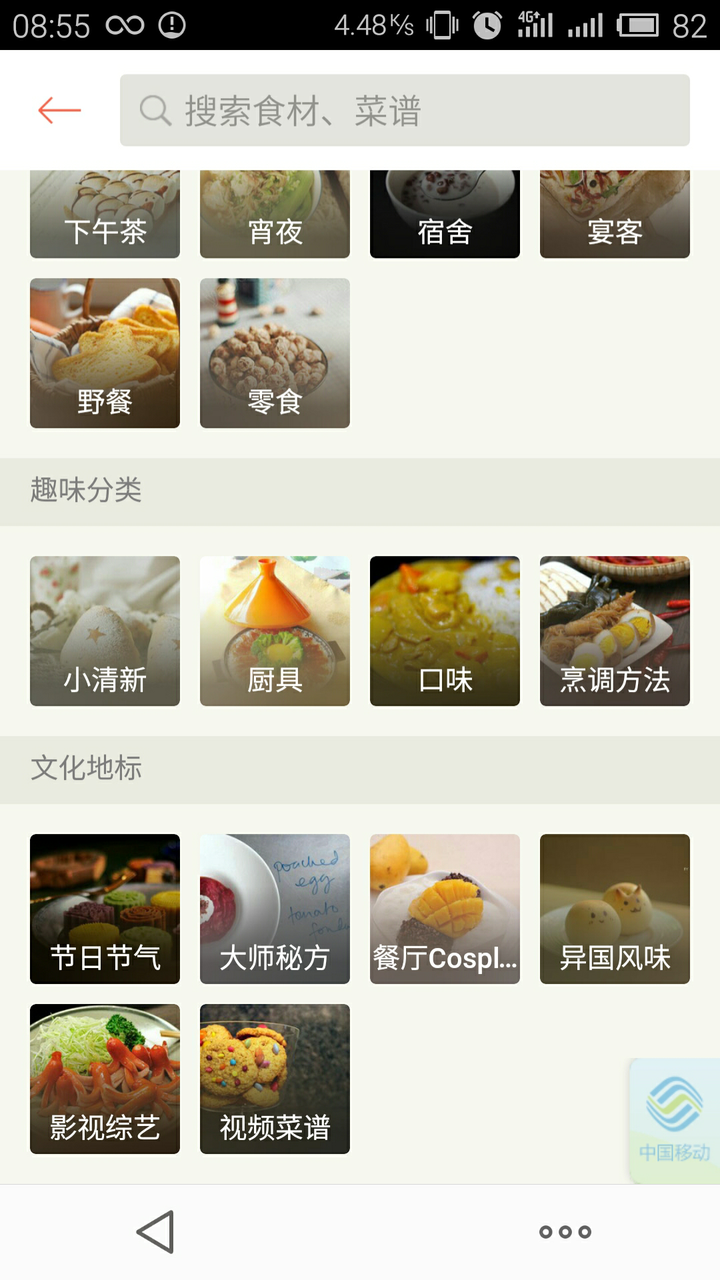 08:55 4.48 K/s 4G+ 82
搜索食材、菜谱
下午茶 宵夜 宿舍 宴客
野餐 零食
趣味分类
小清新 厨具 口味 烹调方法
文化地标
poached
egg
tomato
节日节气 大师秘方 餐厅Cospl... 异国风味
影视综艺 视频菜谱
中国移动